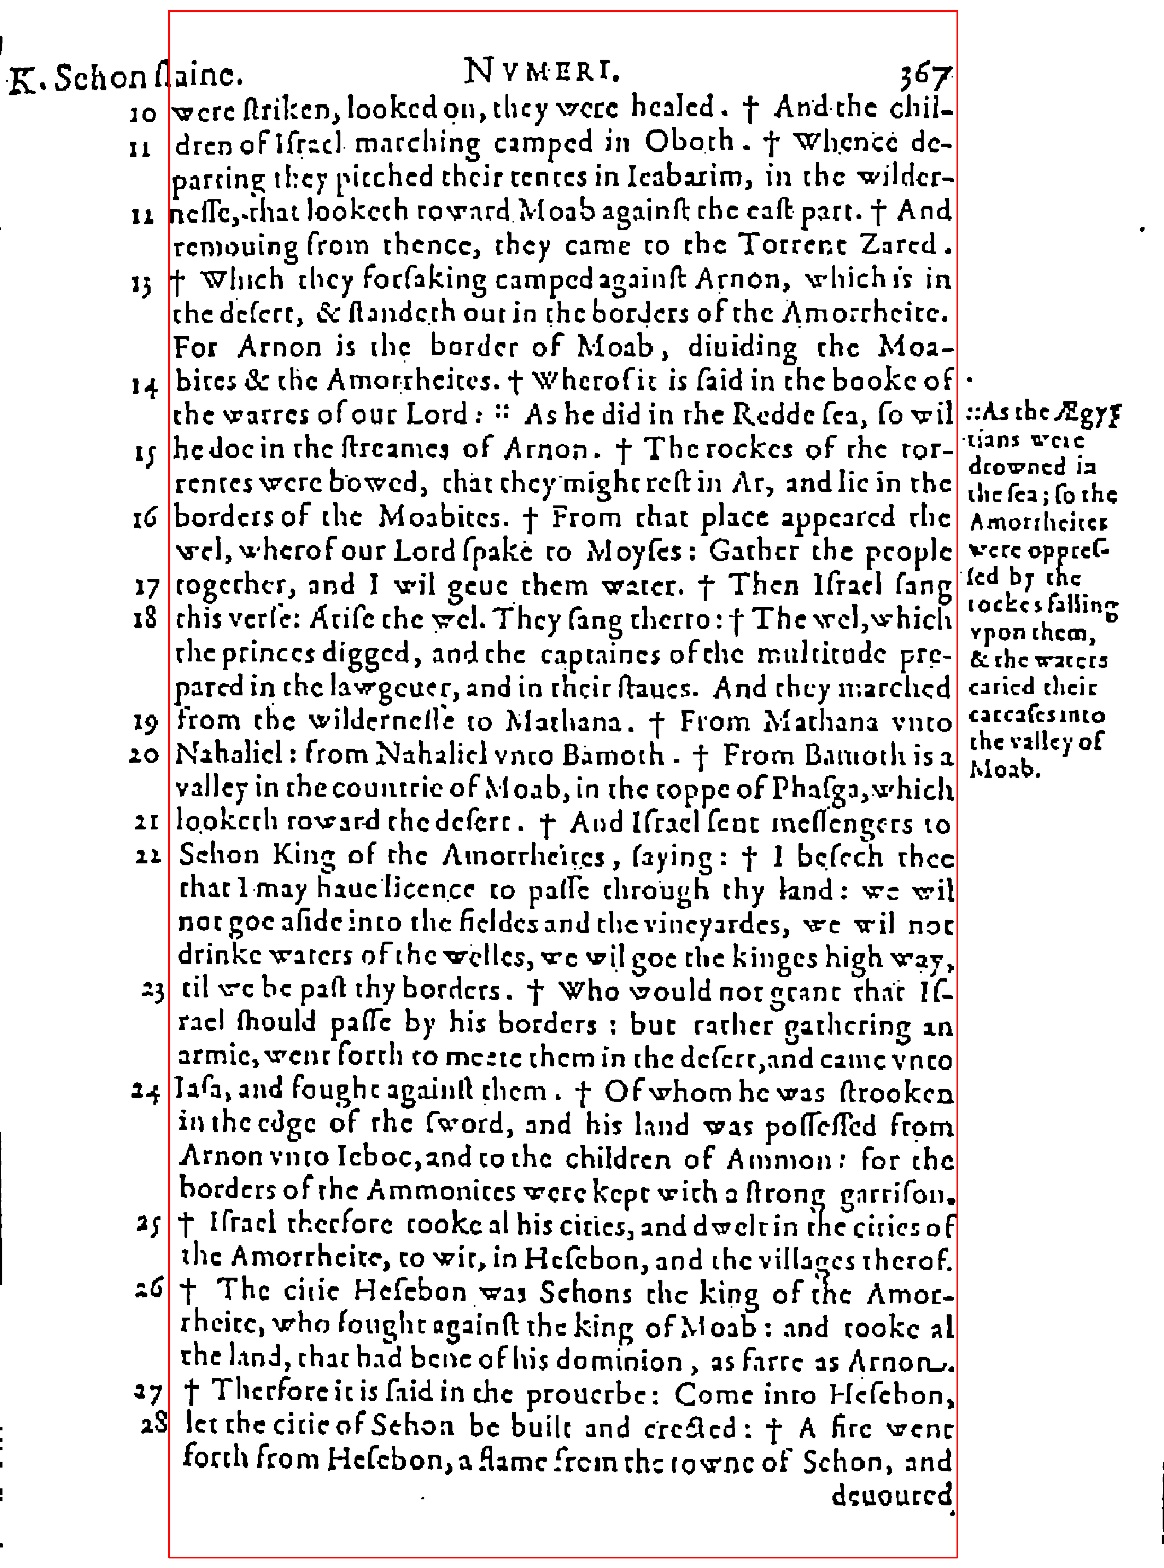 K. Sehon ſlaine. NVMERI. 367
10 were ſtriken, looked on, they were healed. † And the chil-
11 dren of Iſrael marching camped in Oboth. † Whence de-
parting they pitched their tentes in Ieabarim, in the wilder-
12 neſſe, that looketh toward Moab againſt the eaſt part. † And
remouing from thence, they came to the Torrent Zared.
13 † Which they forſaking camped againſt Arnon, which is in
the deſert, & ſtandeth out in the borders of the Amorrheite.
For Arnon is the border of Moab, diuiding the Moa-
14 bites & the Amorrheites. † Wherof it is ſaid in the booke of
the warres of our Lord: :: As he did in the Redde ſea, ſo wil
15 he doe in the ſtreames of Arnon. † The rockes of the tor-
rentes were bowed, that they might reſt in Ar, and lie in the
16 borders of the Moabites. † From that place appeared the
wel, wherof our Lord ſpake to Moyſes: Gather the people
17 together, and I wil geue them water. † Then Iſrael ſang
18 this verſe: Ariſe the wel. They ſang therto: † The wel, which
the princes digged, and the captaines of the multitude pre-
pared in the lawgeuer, and in their ſtaues. And they marched
19 from the wilderneſſe to Mathana. † From Mathana vnto
20 Nahaliel: from Nahaliel vnto Bamoth. † From Bamoth is a
valley in the countrie of Moab, in the toppe of Phaſga, which
21 looketh toward the deſert. † And Iſrael ſent meſſengers to
22 Sehon King of the Amorrheites, ſaying: † I beſech thee
that I may haue licence to paſſe through thy land: we wil
not goe aſide into the fieldes and the vineyardes, we wil not
drinke waters of the welles, we wil goe the kinges high way,
23 til we be paſt thy borders. † Who would not grant that Iſ-
rael ſhould paſſe by his borders: but rather gathering an
armie, went forth to meete them in the deſert, and came vnto
24 Iaſa, and fought againſt them. † Of whom he was ſtrooken
in the edge of the ſword, and his land was poſſeſſed from
Arnon vnto Ieboc, and to the children of Ammon: for the
borders of the Ammonites were kept with a ſtrong garriſon.
25 † Iſrael therfore tooke al his cities, and dwelt in the cities of
the Amorrheite, to wit, in Heſebon, and the villages therof.
26 † The citie Heſebon was Sehons the king of the Amor-
rheite, who fought againſt the king of Moab: and tooke al
the land, that had bene of his dominion, as farre as Arnon.
27 † Therfore it is ſaid in the prouerbe: Come into Heſebon,
28 let the citie of Sehon be built and erected: † A fire went
forth from Heſebon, a flame from the towne of Sehon, and
deuoured
::As the Ægyp
tians were
drowned in
the ſea; ſo the
Amorrheites
were oppreſ-
ſed by the
rockes falling
vpon them,
& the waters
caried their
carcaſes into
the valley of
Moab.